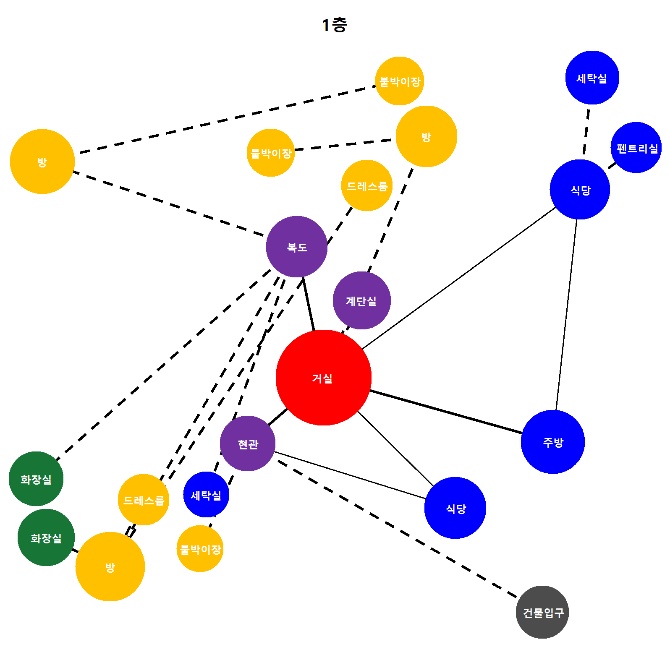 1층
붙박이장
세탁실
방
펜트리실
붙박이장
방
드레스룸
식당
복도
계단실
거실
현관
주방
화장실
세탁실
드레스룸
식당
화장실
붙박이장
방
건물입구